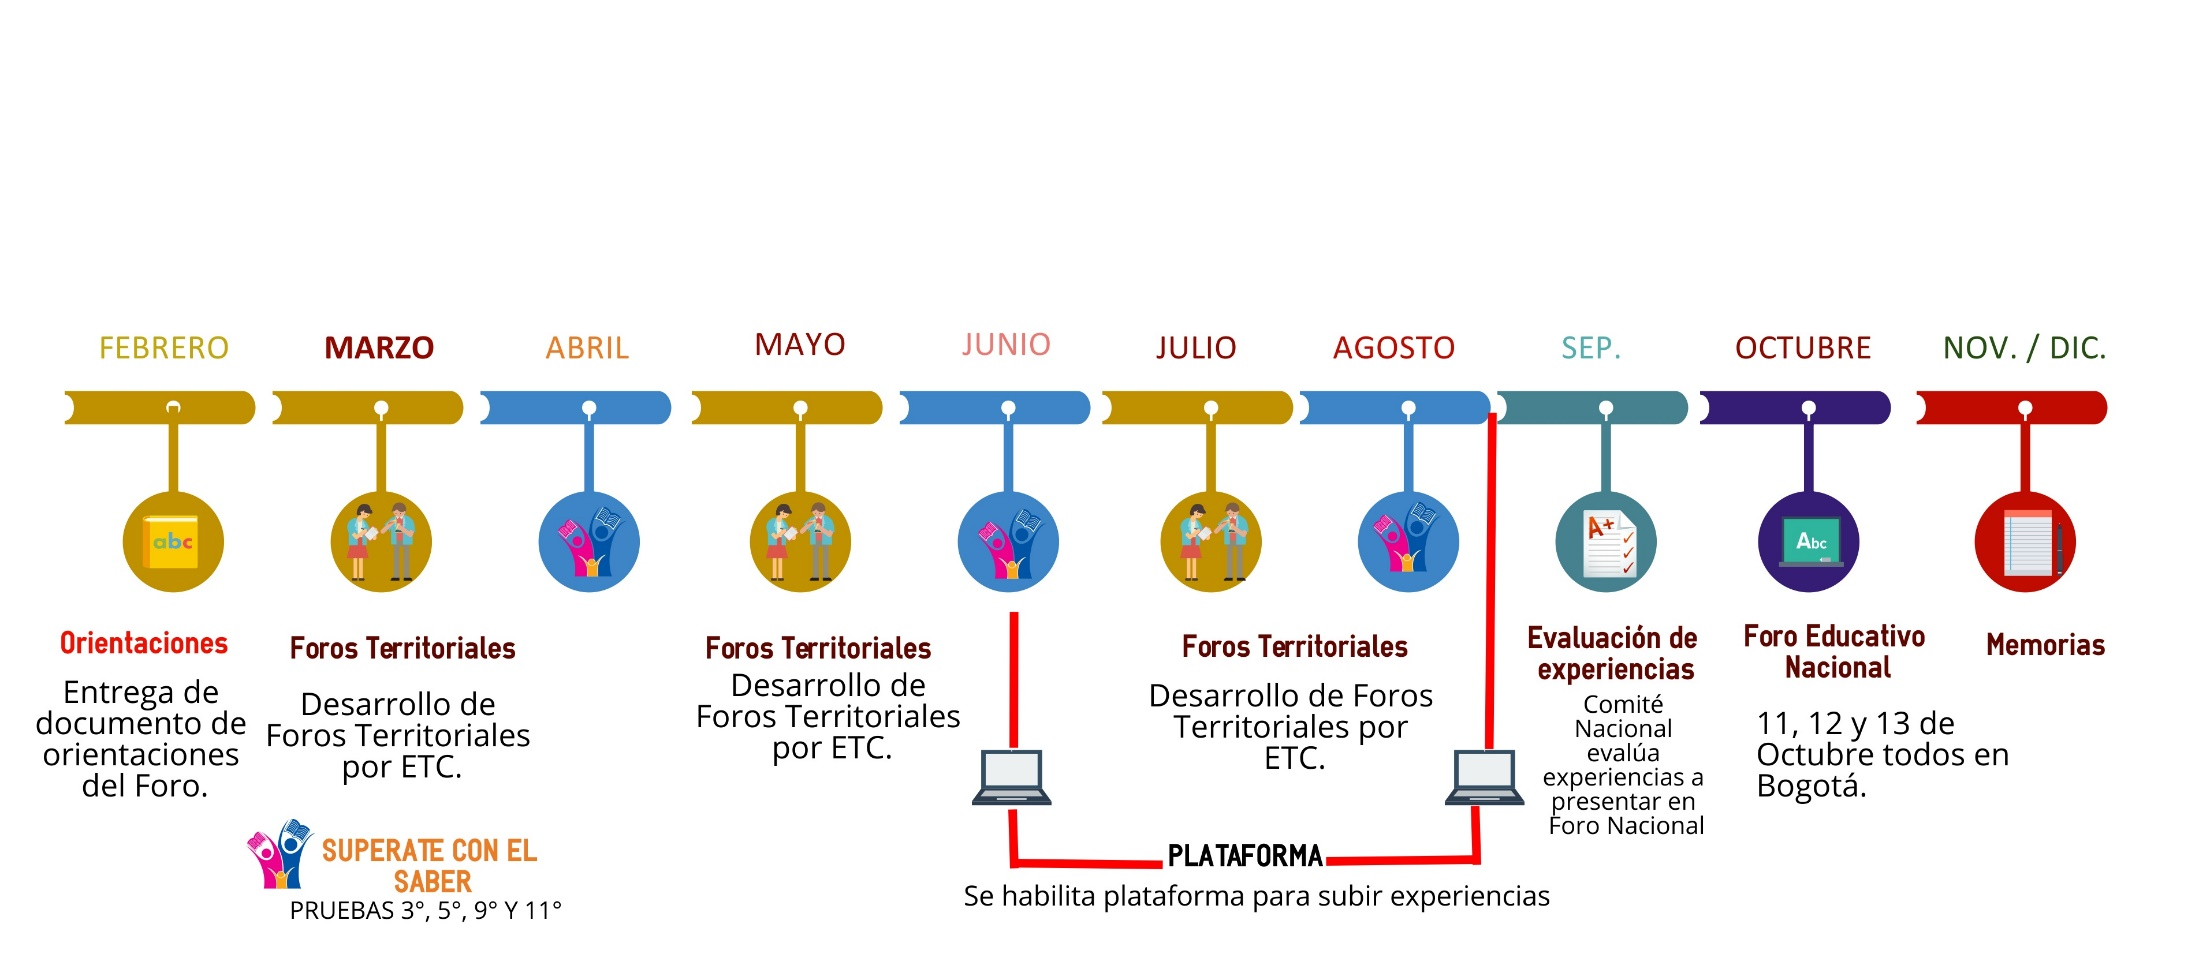 FEBRERO
MARZO
ABRIL
MAYO
JUNIO
JULIO
AGOSTO
SEP.
OCTUBRE
NOV. / DIC.
abc
A+
Abc
Orientaciones
Entrega de
documento de
orientaciones
del Foro.
Foros Territoriales
Desarrollo de
Foros Territoriales
por ETC.
Foros Territoriales
Desarrollo de
Foros Territoriales
por ETC.
Foros Territoriales
Desarrollo de Foros
Territoriales por
ETC.
Evaluación de
experiencias
Comité
Nacional
evalúa
experiencias a
presentar en
Foro Nacional
Foro Educativo
Nacional
11, 12 y 13 de
Octubre todos en
Bogotá.
Memorias
SUPERATE CON EL
SABER
PRUEBAS 3°, 5°, 9° Y 11°
PLATAFORMA
Se habilita plataforma para subir experiencias